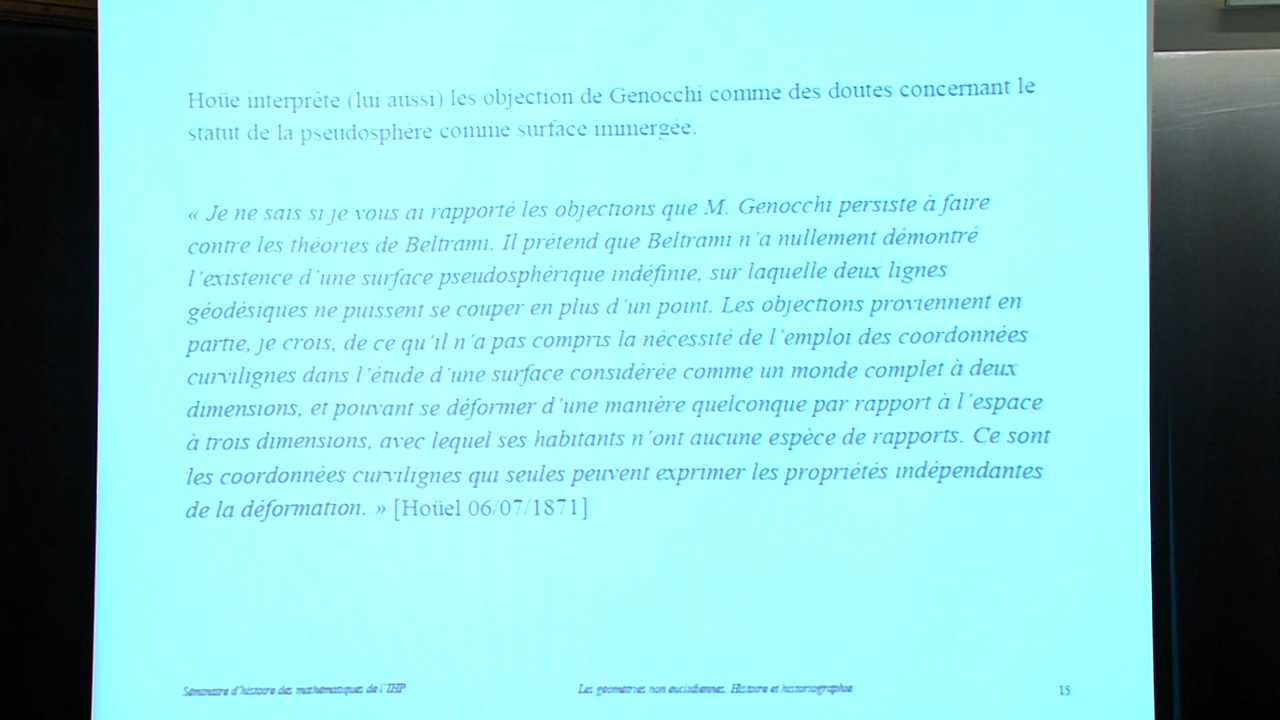 Hoüe interprète (lui aussi) les objection de Genocchi comme des doutes concernant le
statut de la pseudosphère comme surface immergée.
« Je ne sais si je vous ai rapporté les objections que M. Genocchi persiste à faire
contre les théories de Beltrami. Il prétend que Beltrami n'a nullement démontré
l'existence d'une surface pseudosphérique indéfinie, sur laquelle deux lignes
géodésiques ne puissent se couper en plus d'un point. Les objections proviennent en
partie, je crois, de ce qu'il n'a pas compris la nécessité de l'emploi des coordonnées
curvilignes dans l'étude d'une surface considérée comme un monde complet à deux
dimensions, et pouvant se déformer d'une manière quelconque par rapport à l'espace
à trois dimensions, avec lequel ses habitants n'ont aucune espèce de rapports. Ce sont
les coordonnées curvilignes qui seules peuvent exprimer les propriétés indépendantes
de la déformation. » [Hoüel 06/07/1871]
Séminaire d'histoire des mathématiques de l'IHP
Les géométries non euclidiennes. Histoire et historiographie
15